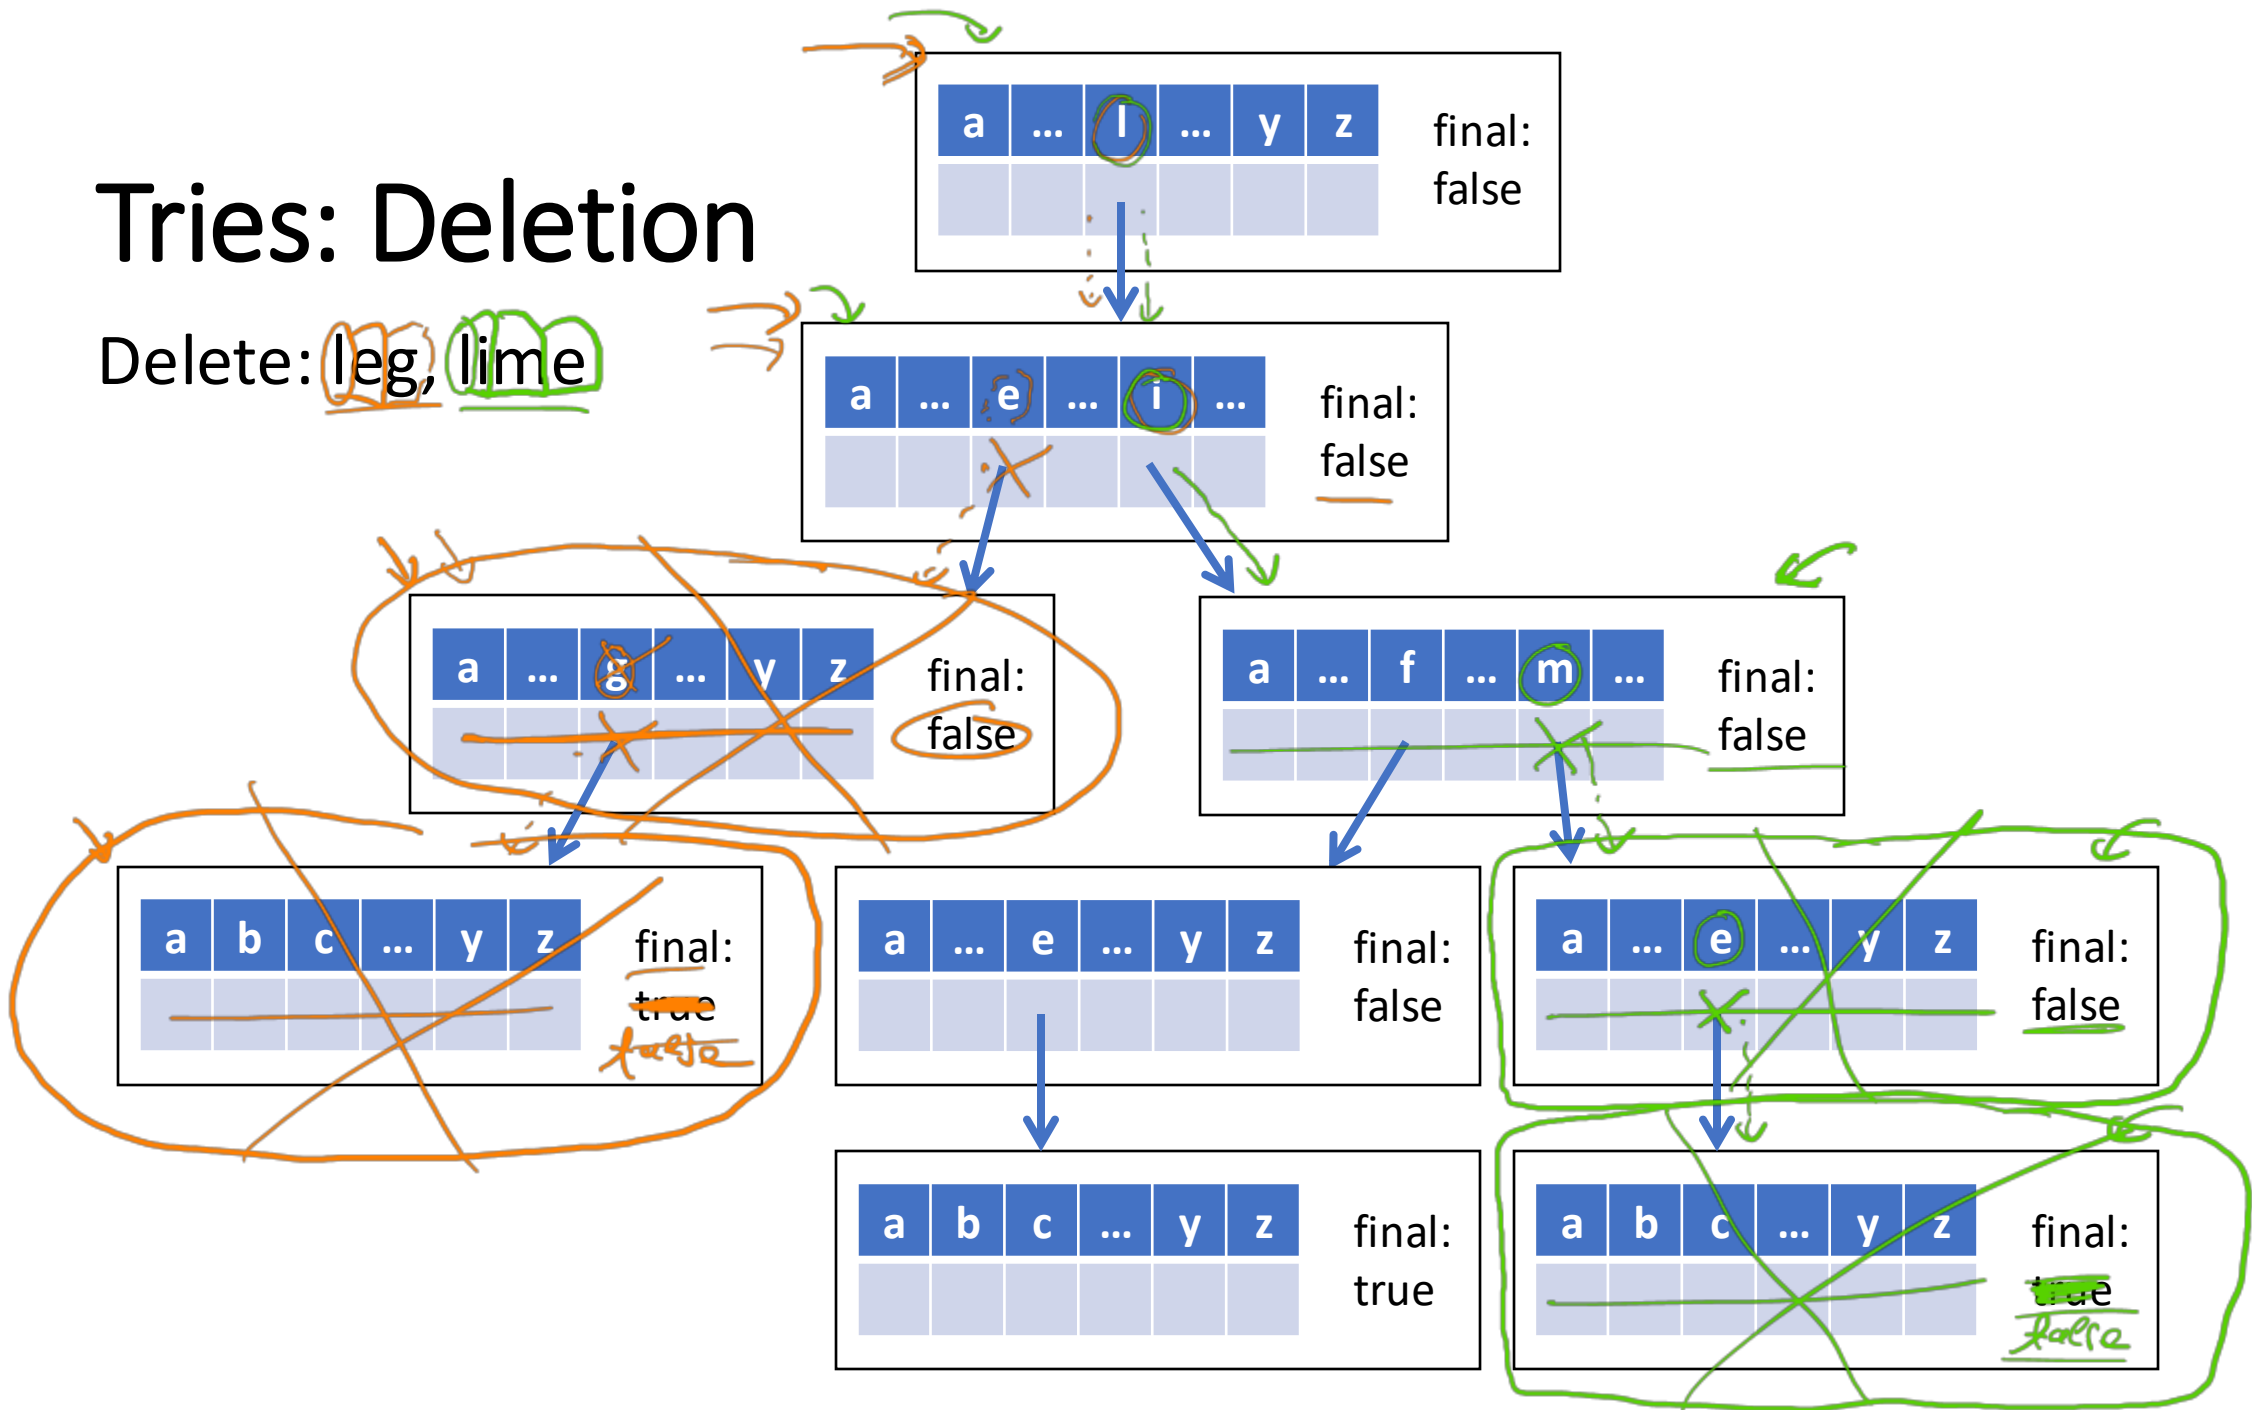 a ... l ... y z
final:
false
Tries: Deletion
Delete: leg, lime
a ... e ... i ...
final:
false
a ... g ... y z
final:
false
a ... f ... m ...
final:
false
a b c ... y z
final:
true
false
a ... e ... y z
final:
false
a ... e ... y z
final:
false
a b c ... y z
final:
true
a b c ... y z
final:
true
false